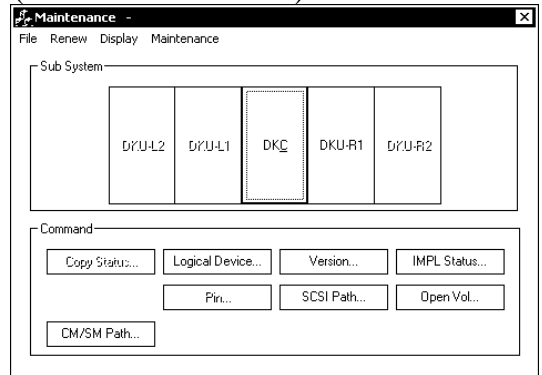 Maintenance -
File Renew Display Maintenance
Sub System
DKU-L2 DKU-L1 DKC DKU-R1 DKU-R2
Command
Copy Status... Logical Device... Version... IMPL Status...
Pin... SCSI Path... Open Vol...
CM/SM Path...